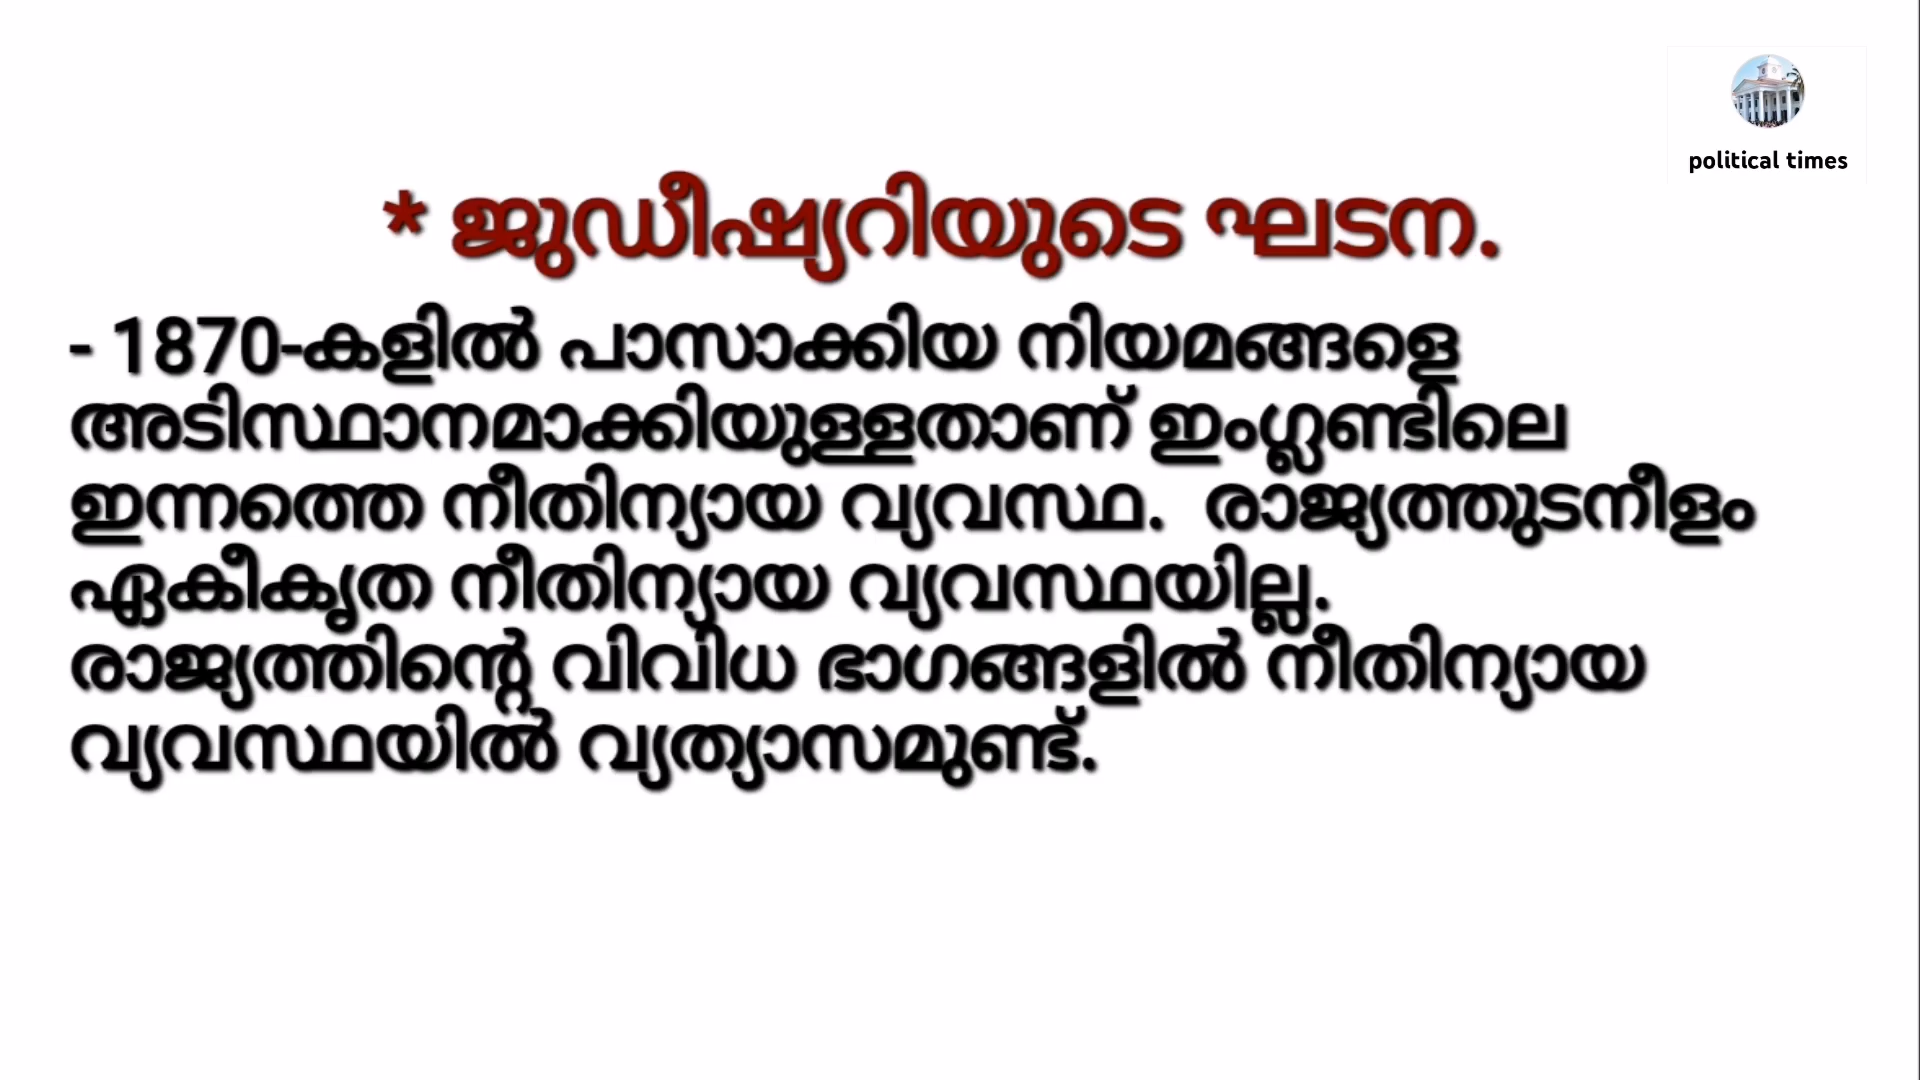 political times
* ജുഡീഷ്യറിയുടെ ഘടന.
- 1870-കളിൽ പാസാക്കിയ നിയമങ്ങളെ
അടിസ്ഥാനമാക്കിയുള്ളതാണ് ഇംഗ്ലണ്ടിലെ
ഇന്നത്തെ നീതിന്യായ വ്യവസ്ഥ. രാജ്യത്തുടനീളം
ഏകീകൃത നീതിന്യായ വ്യവസ്ഥയില്ല.
രാജ്യത്തിന്റെ വിവിധ ഭാഗങ്ങളിൽ നീതിന്യായ
വ്യവസ്ഥയിൽ വ്യത്യാസമുണ്ട്.